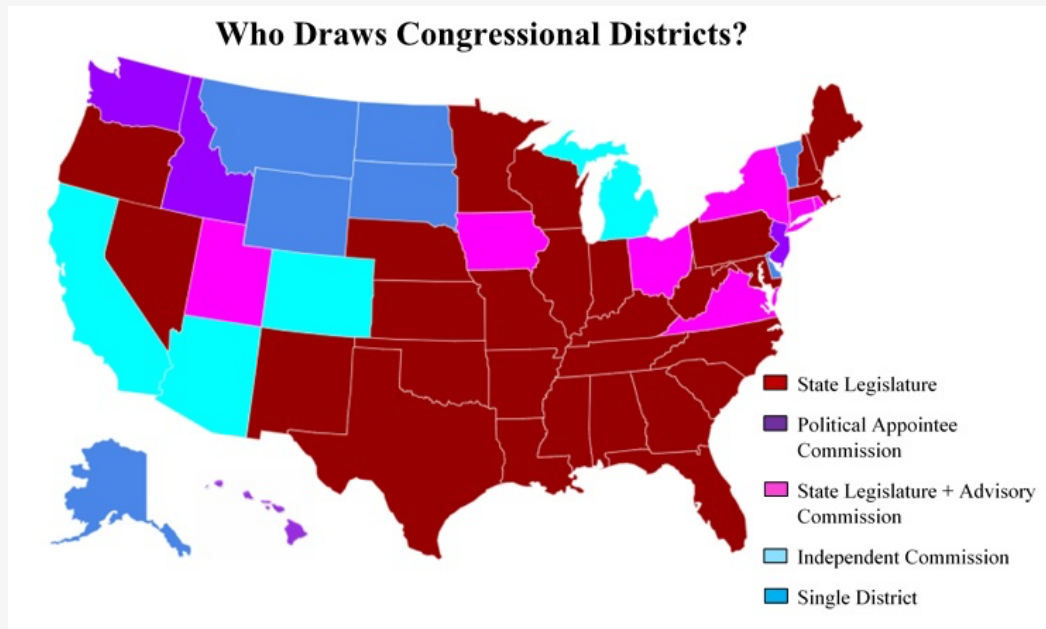 Who Draws Congressional Districts?
State Legislature
Political Appointee
Commission
State Legislature + Advisory
Commission
Independent Commission
Single District